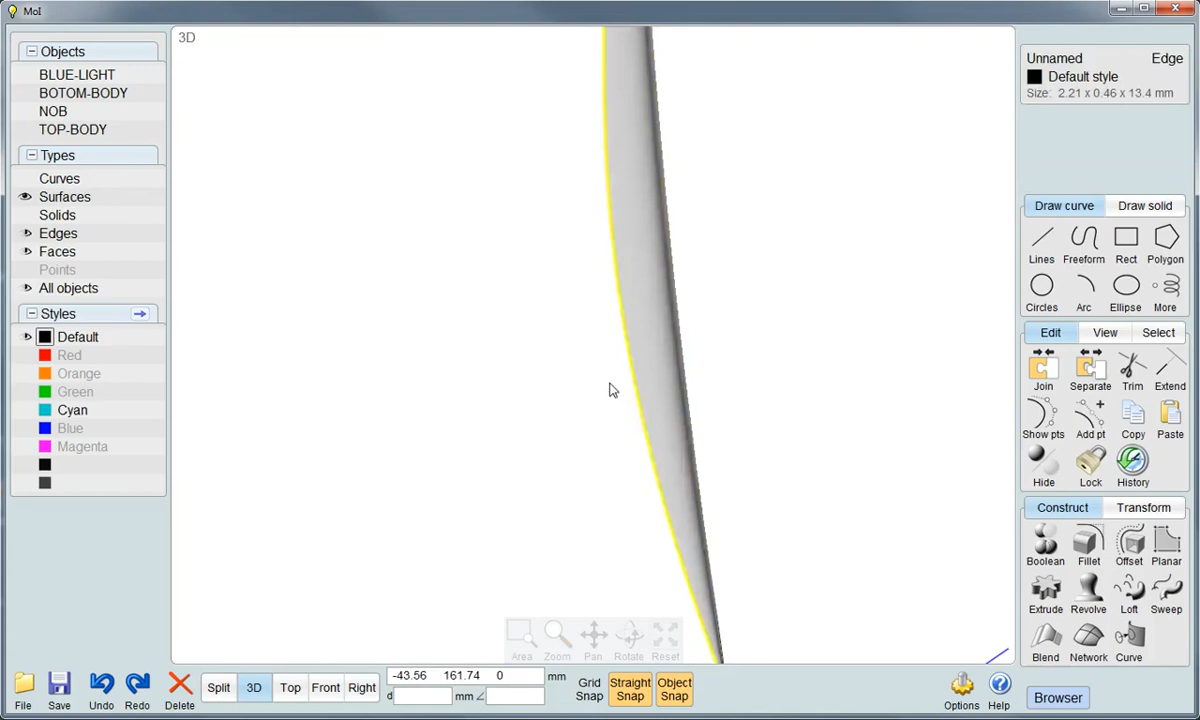 MoI
Objects
BLUE-LIGHT
BOTOM-BODY
NOB
TOP-BODY
Types
Curves
Surfaces
Solids
Edges
Faces
Points
All objects
Styles
Default
Red
Orange
Green
Cyan
Blue
Magenta
3D
Area Zoom Pan Rotate Reset
Unnamed Edge
Default style
Size: 2.21 x 0.46 x 13.4 mm
Draw curve Draw solid
Lines Freeform Rect Polygon
Circles Arc Ellipse More
Edit View Select
Join Separate Trim Extend
Show pts Add pt Copy Paste
Hide Lock History
Construct Transform
Boolean Fillet Offset Planar
Extrude Revolve Loft Sweep
Blend Network Curve
File Save Undo Redo Delete
Split 3D Top Front Right
-43.56 161.74 0 mm
d mm ∠
Grid Snap
Straight Snap
Object Snap
Options Help
Browser